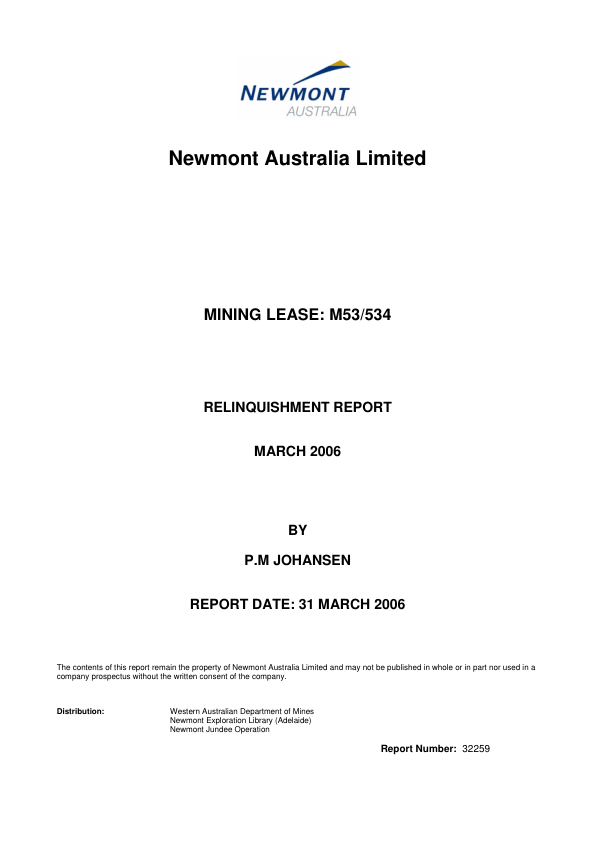 NEWMONT
AUSTRALIA
Newmont Australia Limited
MINING LEASE: M53/534
RELINQUISHMENT REPORT
MARCH 2006
BY
P.M JOHANSEN
REPORT DATE: 31 MARCH 2006
The contents of this report remain the property of Newmont Australia Limited and may not be published in whole or in part nor used in a
company prospectus without the written consent of the company.
Distribution: Western Australian Department of Mines
Newmont Exploration Library (Adelaide)
Newmont Jundee Operation
Report Number: 32259